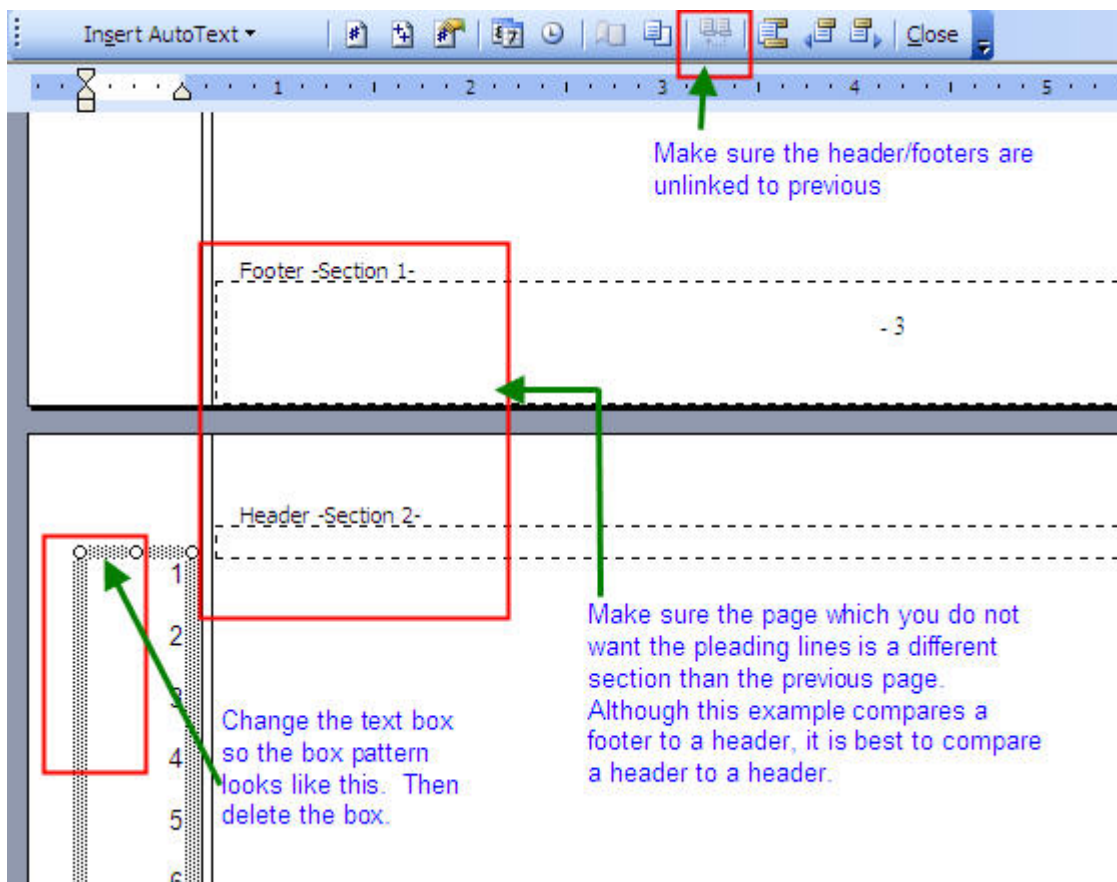 Insert AutoText
Close
1 2 3 4 5
Make sure the header/footers are
unlinked to previous
Footer -Section 1-
- 3
Header -Section 2-
1
2
3
4
5
6
Make sure the page which you do not
want the pleading lines is a different
section than the previous page.
Although this example compares a
footer to a header, it is best to compare
a header to a header.
Change the text box
so the box pattern
looks like this. Then
delete the box.